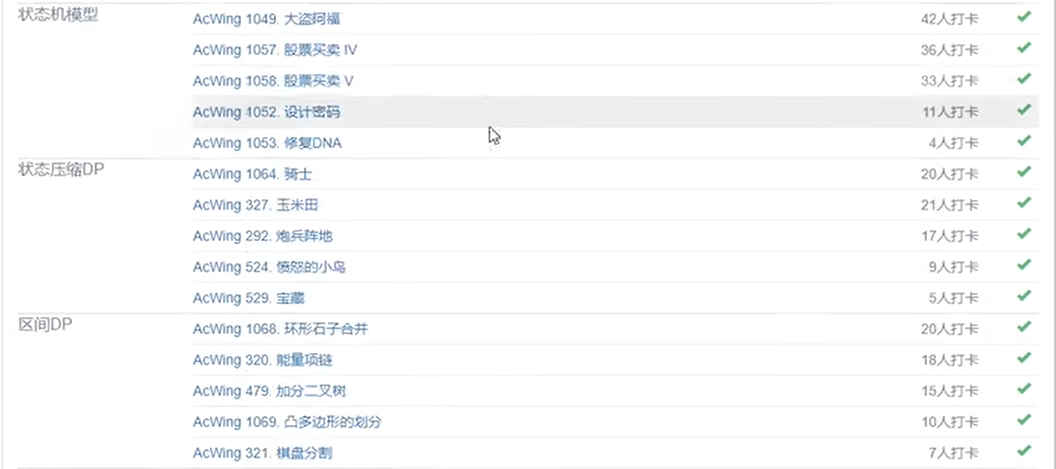 状态机模型
AcWing 1049. 大盗阿福 42人打卡
AcWing 1057. 股票买卖 IV 36人打卡
AcWing 1058. 股票买卖 V 33人打卡
AcWing 1052. 设计密码 11人打卡
AcWing 1053. 修复DNA 4人打卡
状态压缩DP
AcWing 1064. 骑士 20人打卡
AcWing 327. 玉米田 21人打卡
AcWing 292. 炮兵阵地 17人打卡
AcWing 524. 愤怒的小鸟 9人打卡
AcWing 529. 宝藏 5人打卡
区间DP
AcWing 1068. 环形石子合并 20人打卡
AcWing 320. 能量项链 18人打卡
AcWing 479. 加分二叉树 15人打卡
AcWing 1069. 凸多边形的划分 10人打卡
AcWing 321. 棋盘分割 7人打卡